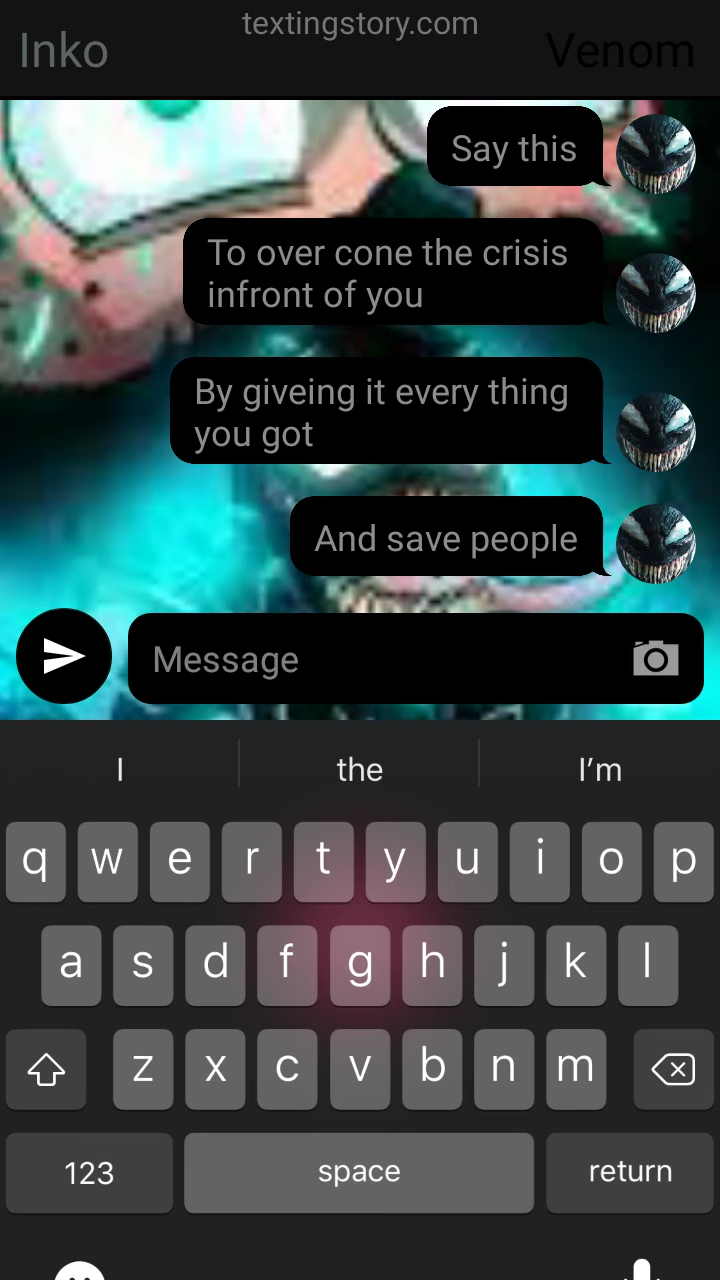 textingstory.com
Inko
Venom
Say this
To over cone the crisis
infront of you
By giveing it every thing
you got
And save people
Message
I
the
I’m
q w e r t y u i o p
a s d f g h j k l
z x c v b n m
123
space
return